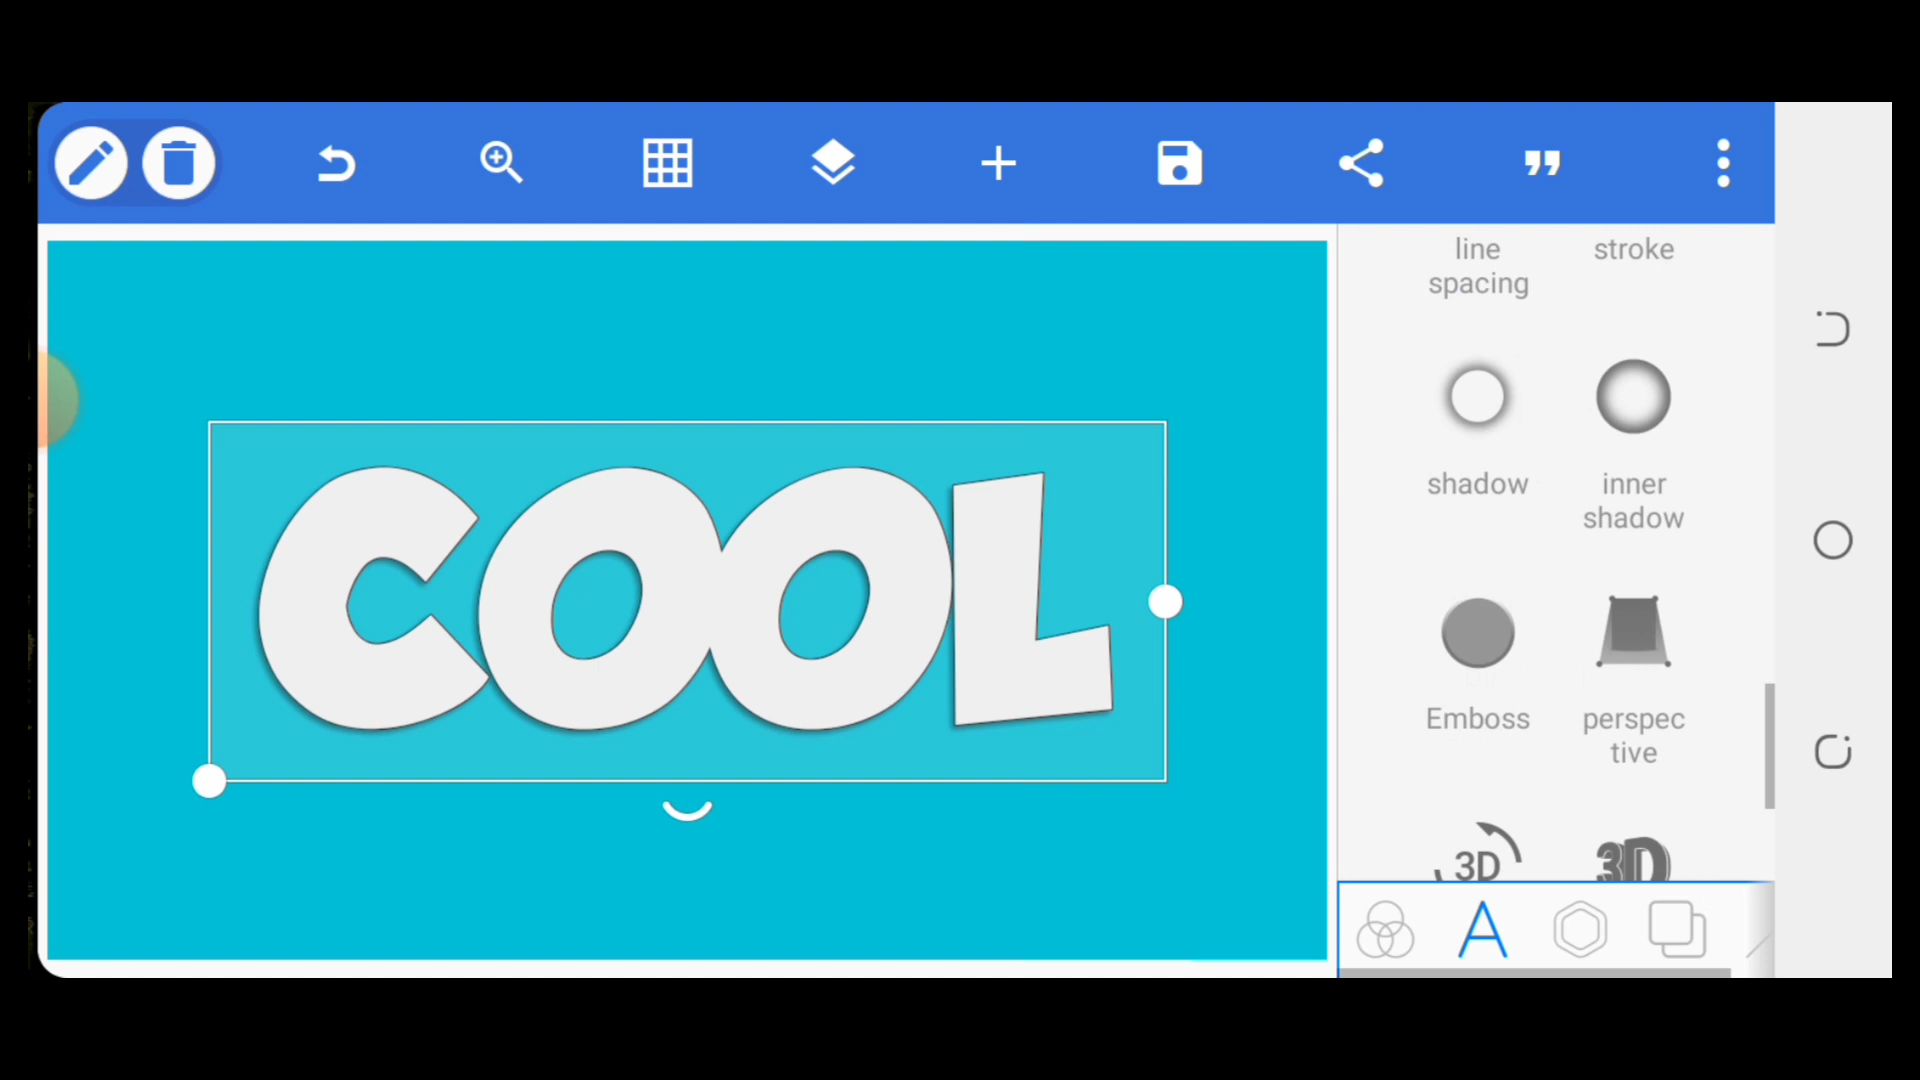 line
spacing
stroke
COOL
shadow
inner
shadow
Emboss
perspec
tive
3D
3D
A